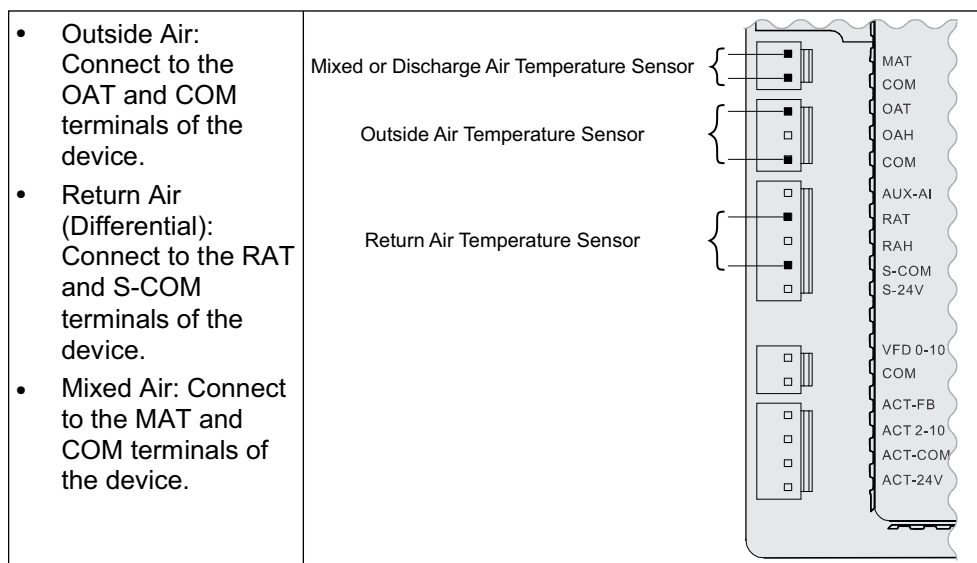 • Outside Air:
Connect to the
OAT and COM
terminals of the
device.
• Return Air
(Differential):
Connect to the RAT
and S-COM
terminals of the
device.
• Mixed Air: Connect
to the MAT and
COM terminals of
the device.
Mixed or Discharge Air Temperature Sensor
Outside Air Temperature Sensor
Return Air Temperature Sensor
MAT
COM
OAT
OAH
COM
AUX-AI
RAT
RAH
S-COM
S-24V
VFD 0-10
COM
ACT-FB
ACT 2-10
ACT-COM
ACT-24V